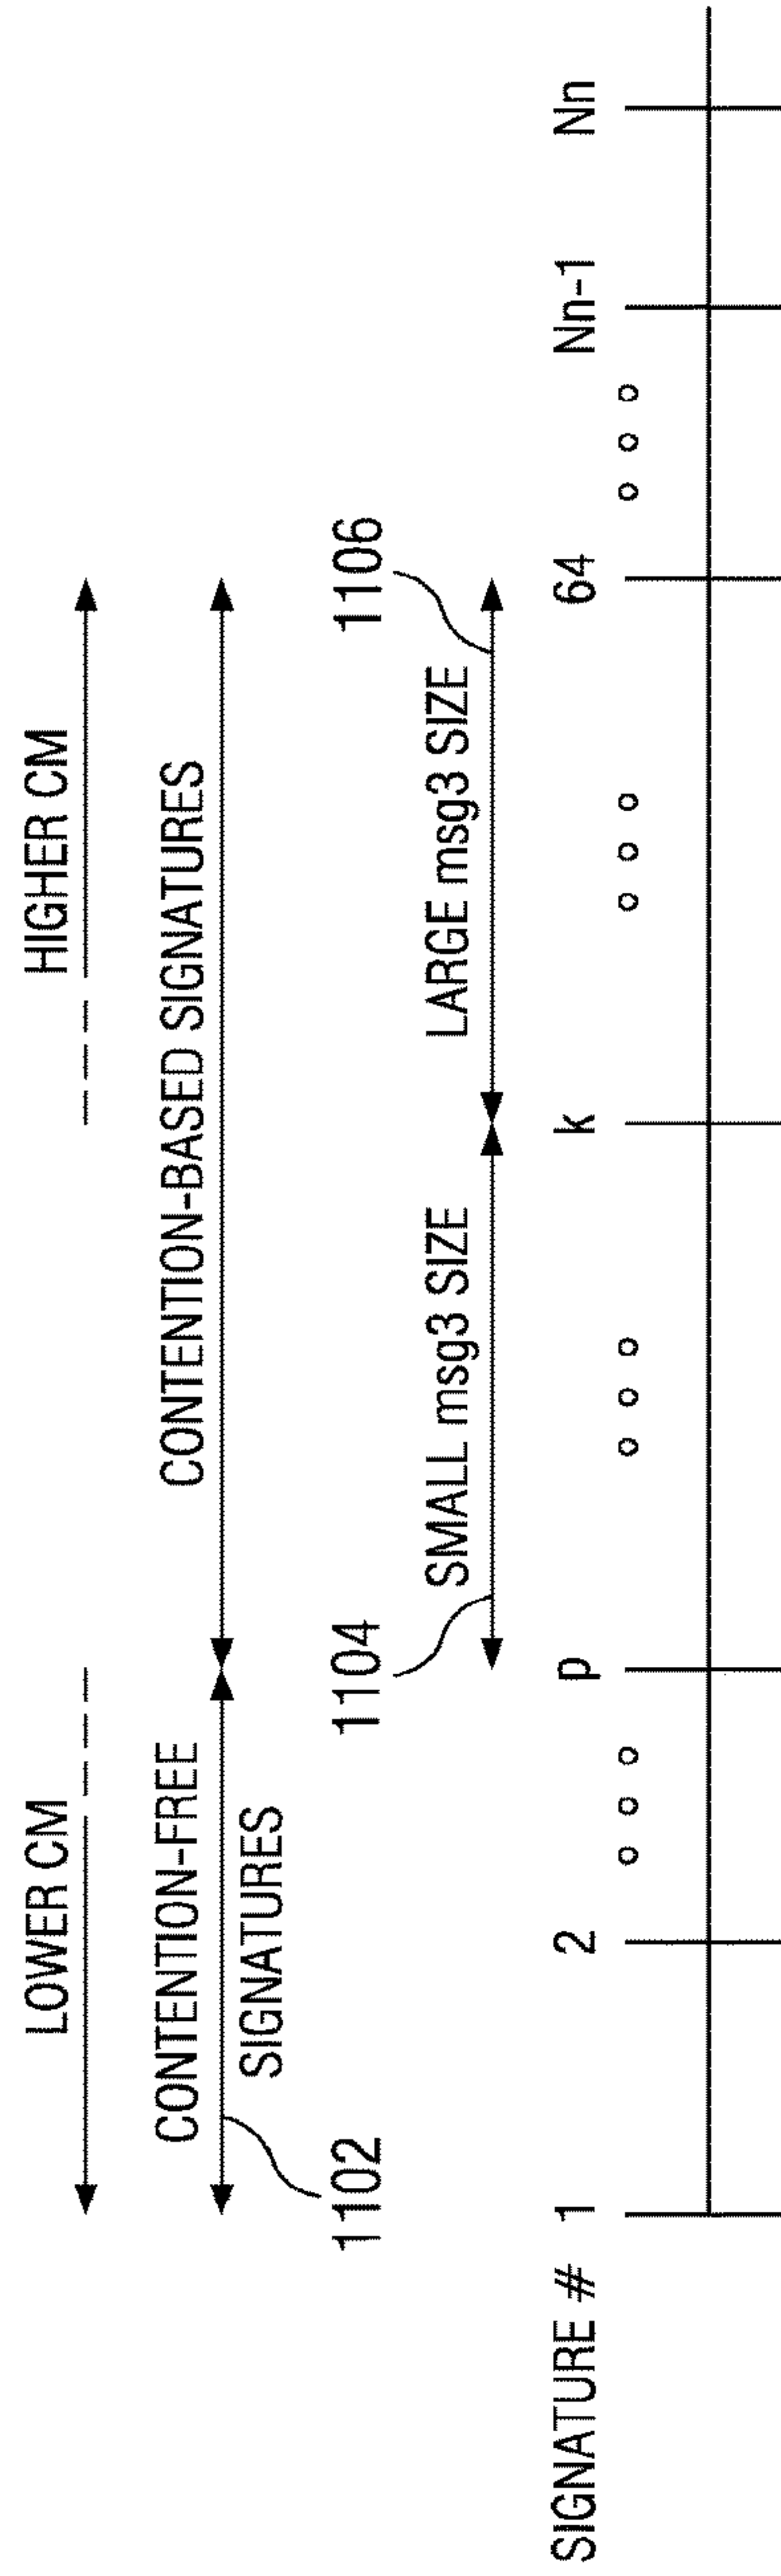 LOWER CM
HIGHER CM
CONTENTION-FREE
SIGNATURES
CONTENTION-BASED SIGNATURES
1102
1104
1106
SMALL msg3 SIZE
LARGE msg3 SIZE
SIGNATURE # 1 2 p k 64 Nn-1 Nn